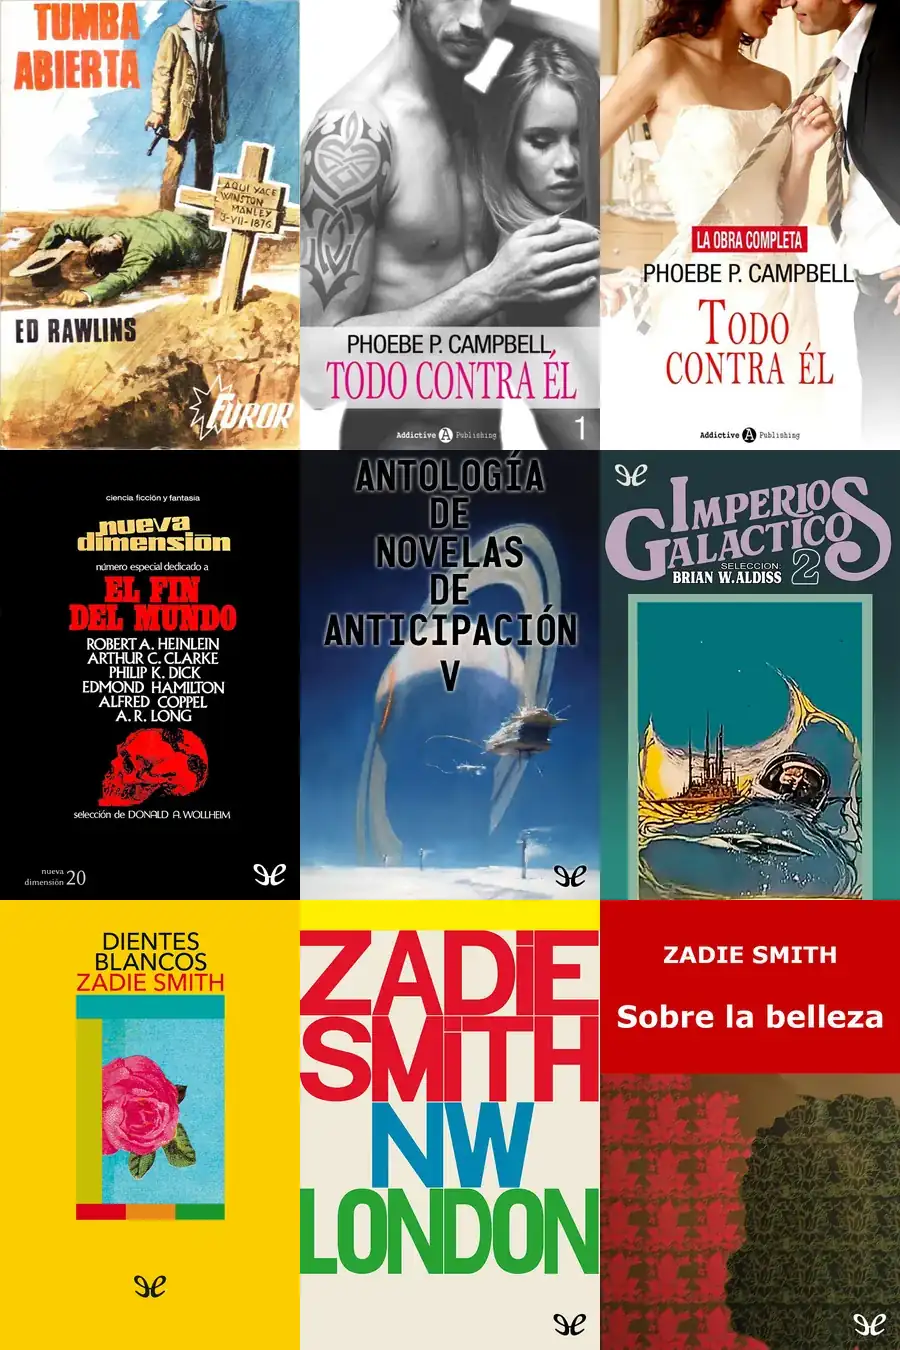 TUMBA
ABIERTA
AQUI YACE
WINSTON
MANLEY
3-VII-1876
ED RAWLINS
FUROR
PHOEBE P. CAMPBELL
TODO CONTRA ÉL
Addictive A Publishing
1
LA OBRA COMPLETA
PHOEBE P. CAMPBELL
TODO
CONTRA ÉL
Addictive A Publishing
ciencia ficción y fantasia
nueva
dimensión
número especial dedicado a
EL FIN
DEL MUNDO
ROBERT A. HEINLEIN
ARTHUR C. CLARKE
PHILIP K. DICK
EDMOND HAMILTON
ALFRED COPPEL
A. R. LONG
selección de DONALD A. WOLLHEIM
nueva
dimensión 20
ANTOLOGÍA
DE
NOVELAS
DE
ANTICIPACIÓN
V
IMPERIOS
GALACTICOS
SELECCION:
BRIAN W. ALDISS 2
DIENTES
BLANCOS
ZADIE SMITH
ZADiE
SMiTH
NW
LONDON
ZADIE SMITH
Sobre la belleza